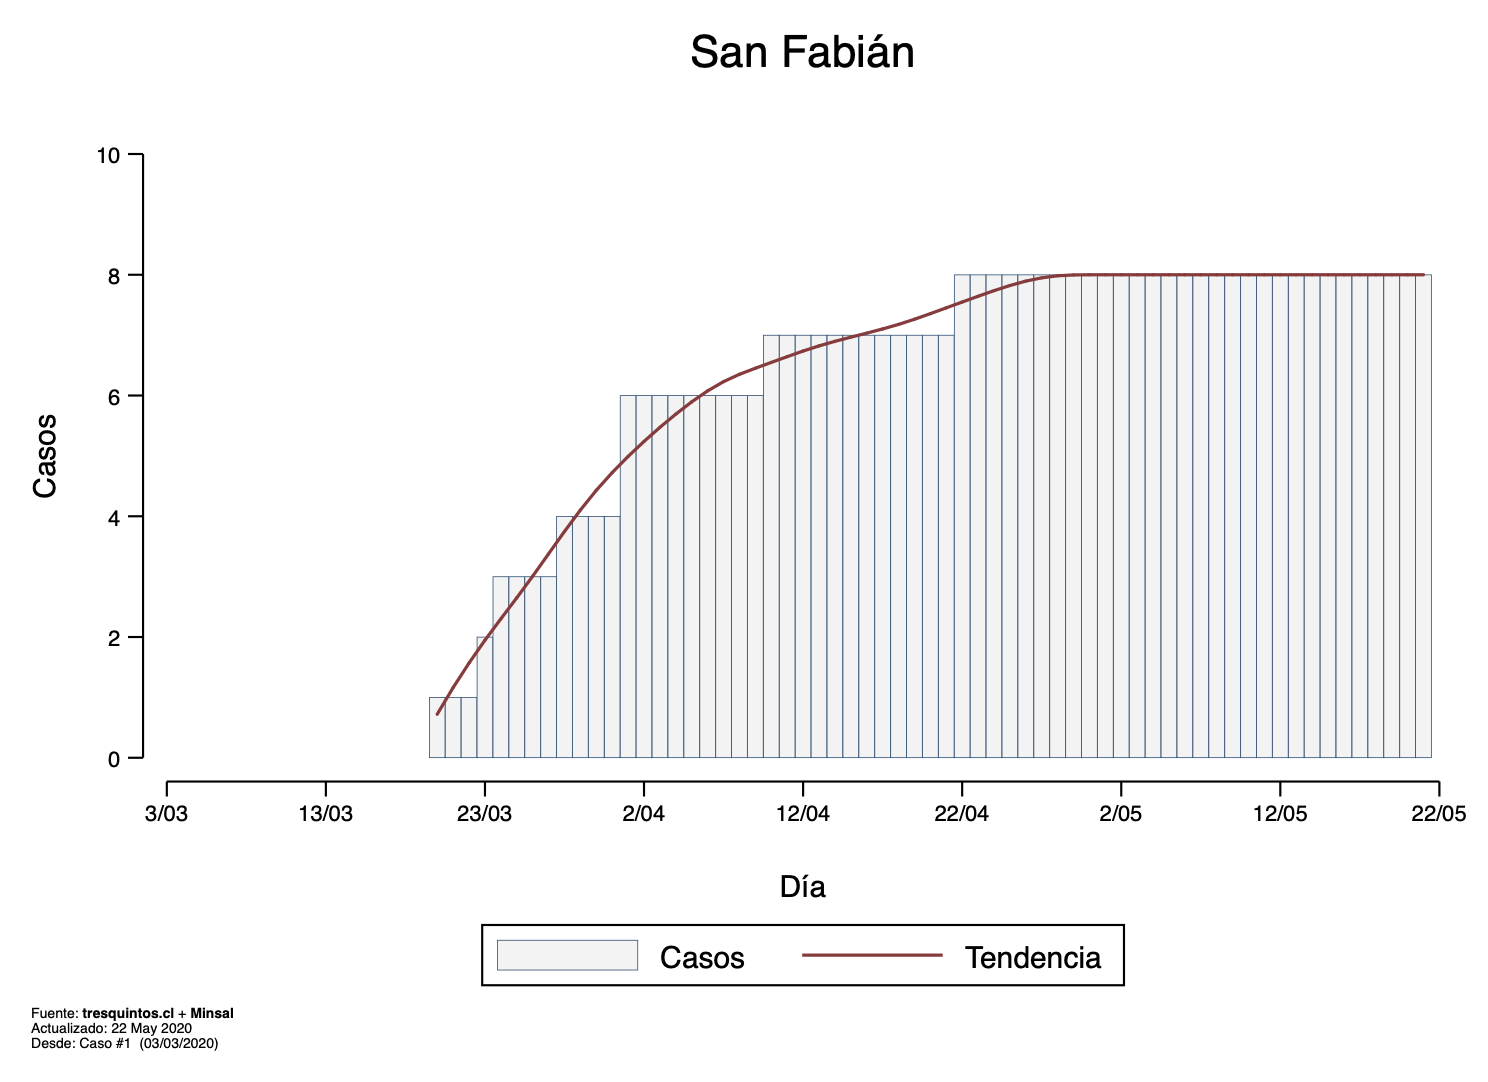 San Fabián
10
8
6
4
2
0
Casos
3/03 13/03 23/03 2/04 12/04 22/04 2/05 12/05 22/05
Día
Casos Tendencia
Fuente: tresquintos.cl + Minsal
Actualizado: 22 May 2020
Desde: Caso #1 (03/03/2020)